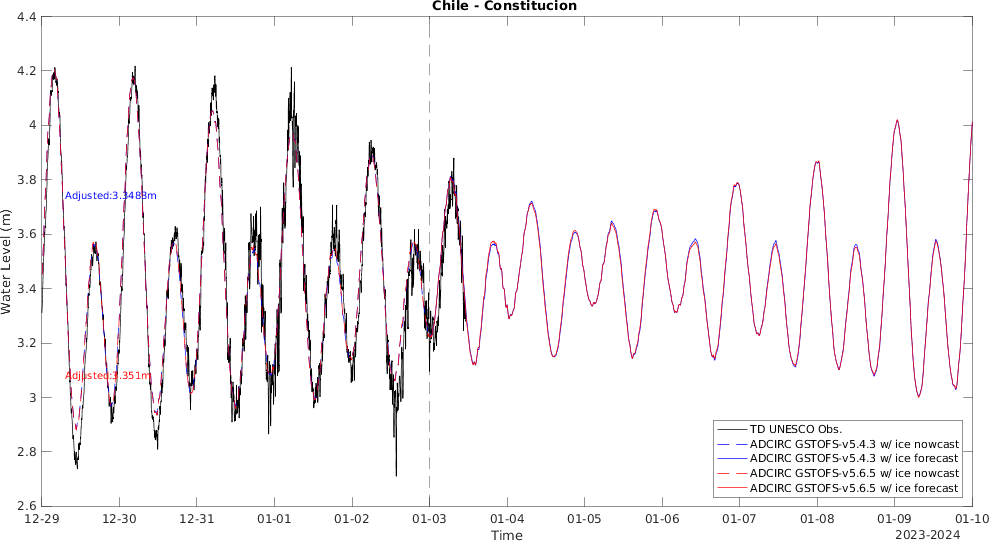 Chile - Constitucion
4.4
4.2
4
3.8
3.6
3.4
3.2
3
2.8
2.6
Water Level (m)
Adjusted:3.3483m
Adjusted:3.351m
TD UNESCO Obs.
ADCIRC GSTOFS-v5.4.3 w/ ice nowcast
ADCIRC GSTOFS-v5.4.3 w/ ice forecast
ADCIRC GSTOFS-v5.6.5 w/ ice nowcast
ADCIRC GSTOFS-v5.6.5 w/ ice forecast
12-29 12-30 12-31 01-01 01-02 01-03 01-04 01-05 01-06 01-07 01-08 01-09 01-10
Time
2023-2024